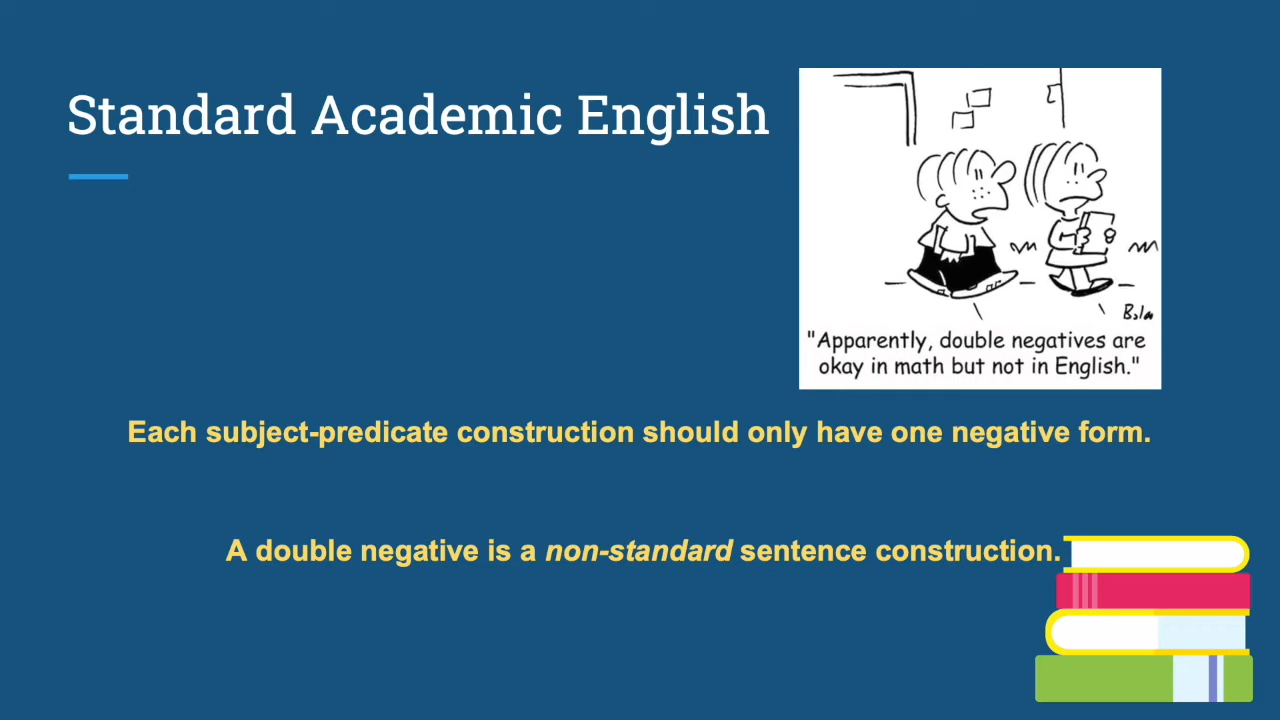 Standard Academic English
"Apparently, double negatives are
okay in math but not in English."
Each subject-predicate construction should only have one negative form.
A double negative is a non-standard sentence construction.